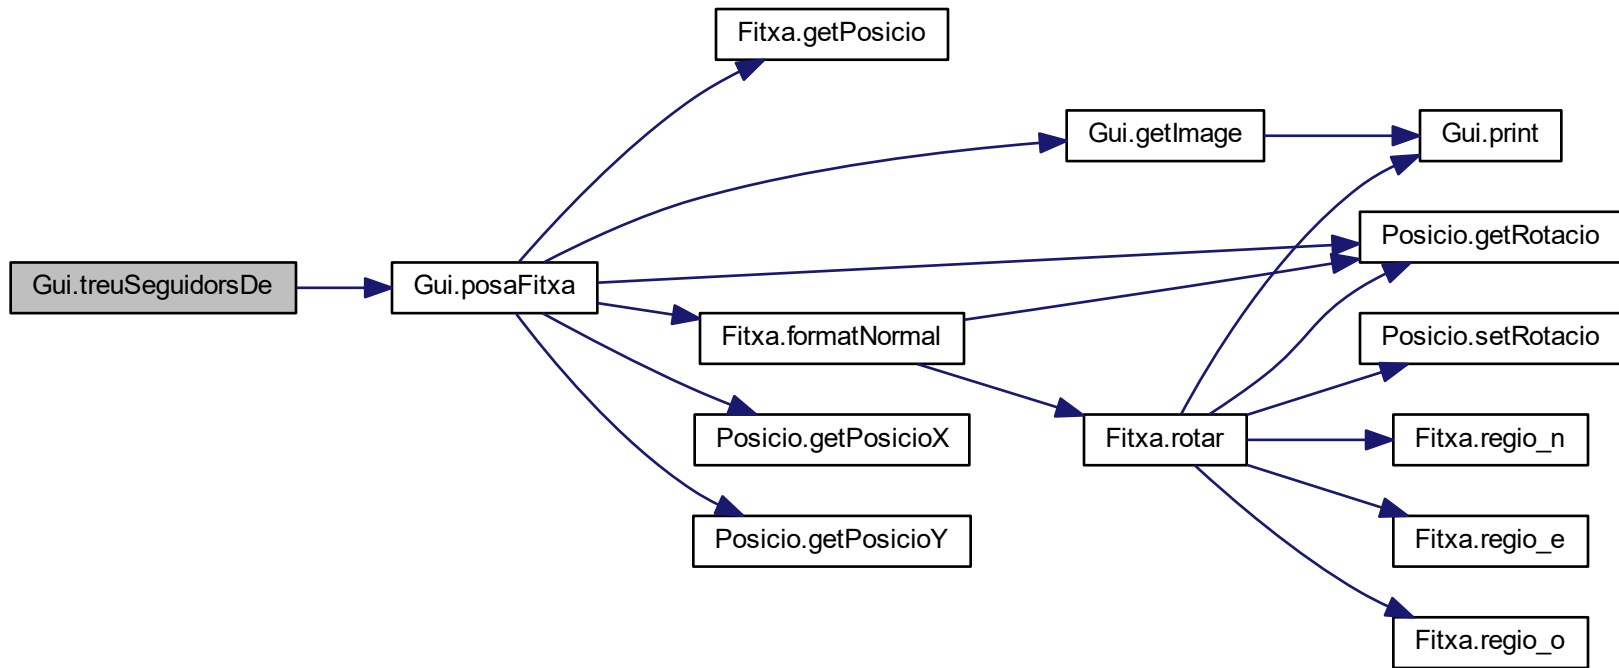 Fitxa.getPosicio
Gui.getImage
Gui.print
Posicio.getRotacio
Gui.treuSeguidorsDe
Gui.posaFitxa
Fitxa.formatNormal
Posicio.setRotacio
Posicio.getPosicioX
Fitxa.rotar
Fitxa.regio_n
Posicio.getPosicioY
Fitxa.regio_e
Fitxa.regio_o